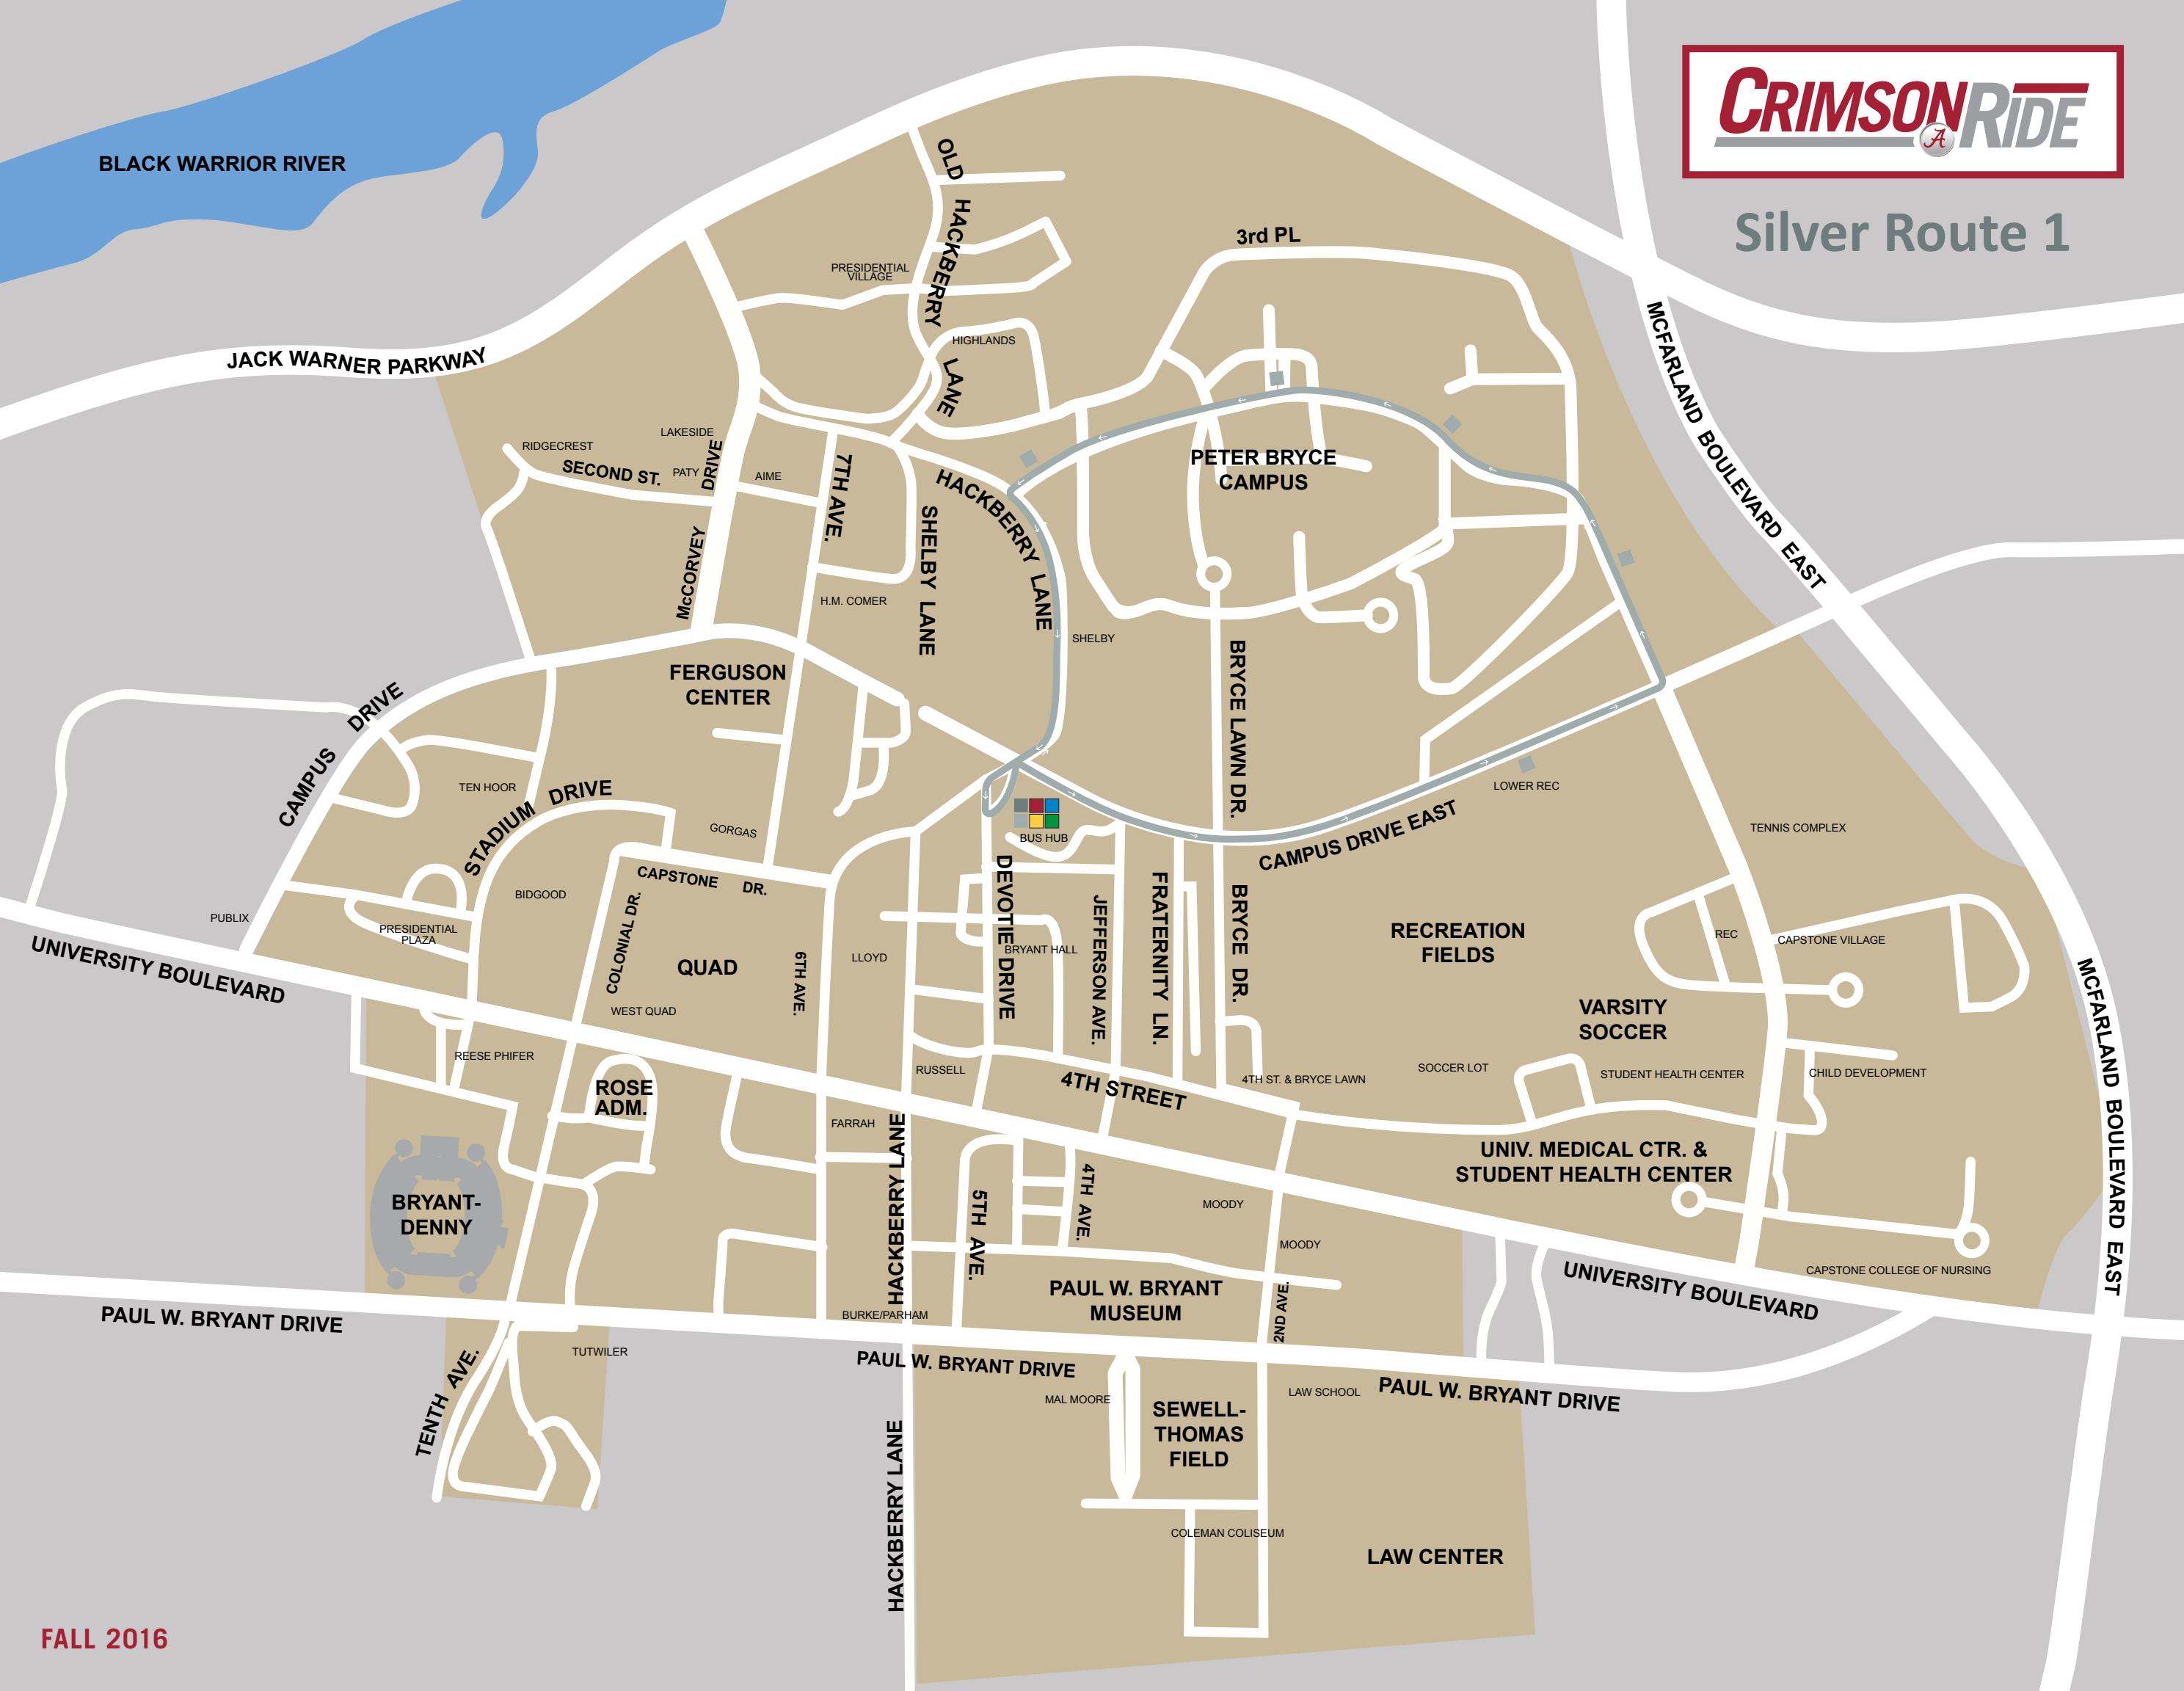 CRIMSONRIDE
A
Silver Route 1
BLACK WARRIOR RIVER
OLD HACKBERRY LANE
3rd PL
PRESIDENTIAL
VILLAGE
HIGHLANDS
JACK WARNER PARKWAY
MCFARLAND BOULEVARD EAST
LAKESIDE
RIDGECREST
SECOND ST.
PATY
McCORVEY DRIVE
AIME
7TH AVE.
HACKBERRY LANE
PETER BRYCE
CAMPUS
SHELBY LANE
H.M. COMER
SHELBY
FERGUSON
CENTER
BRYCE LAWN DR.
CAMPUS DRIVE
TEN HOOR
STADIUM DRIVE
GORGAS
BUS HUB
LOWER REC
CAMPUS DRIVE EAST
TENNIS COMPLEX
CAPSTONE DR.
BIDGOOD
COLONIAL DR.
PUBLIX
PRESIDENTIAL
PLAZA
UNIVERSITY BOULEVARD
QUAD
WEST QUAD
6TH AVE.
LLOYD
DEVOTIE DRIVE
BRYANT HALL
JEFFERSON AVE.
FRATERNITY LN.
BRYCE DR.
RECREATION
FIELDS
REC
CAPSTONE VILLAGE
VARSITY
SOCCER
MCFARLAND BOULEVARD EAST
REESE PHIFER
ROSE
ADM.
RUSSELL
4TH STREET
4TH ST. & BRYCE LAWN
SOCCER LOT
STUDENT HEALTH CENTER
CHILD DEVELOPMENT
FARRAH
HACKBERRY LANE
UNIV. MEDICAL CTR. &
STUDENT HEALTH CENTER
BRYANT-
DENNY
5TH AVE.
4TH AVE.
MOODY
MOODY
PAUL W. BRYANT
MUSEUM
2ND AVE.
UNIVERSITY BOULEVARD
CAPSTONE COLLEGE OF NURSING
PAUL W. BRYANT DRIVE
BURKE/PARHAM
TUTWILER
TENTH AVE.
PAUL W. BRYANT DRIVE
MAL MOORE
LAW SCHOOL
PAUL W. BRYANT DRIVE
SEWELL-
THOMAS
FIELD
HACKBERRY LANE
COLEMAN COLISEUM
LAW CENTER
FALL 2016